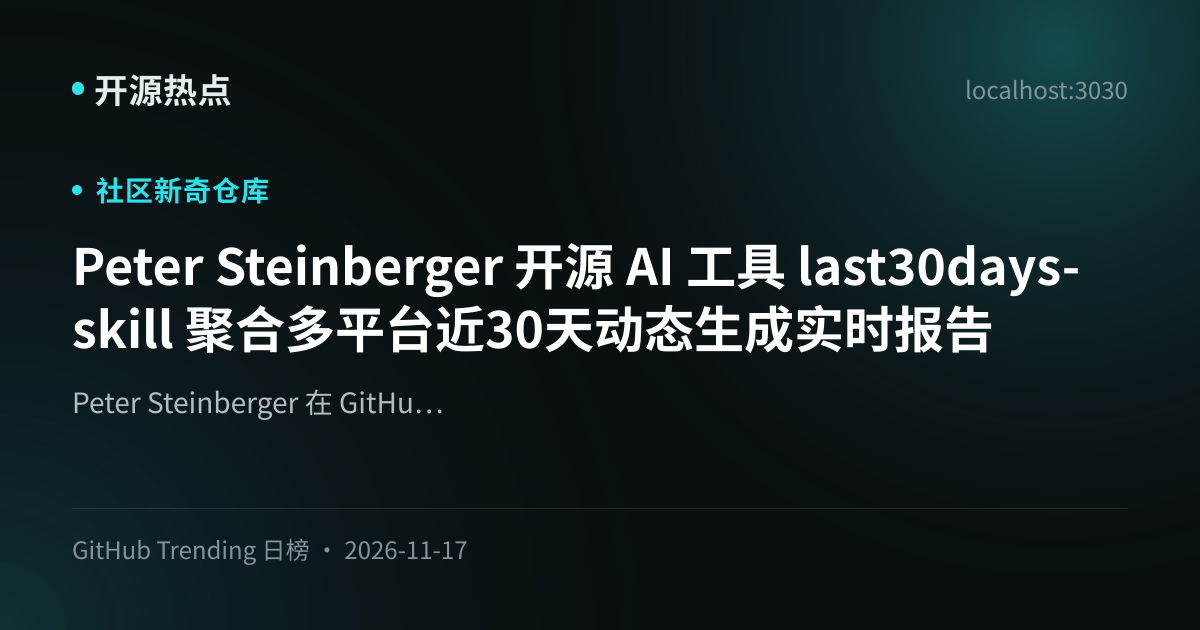 开源热点
localhost:3030
社区新奇仓库
Peter Steinberger 开源 AI 工具 last30days-
skill 聚合多平台近30天动态生成实时报告
Peter Steinberger 在 GitHu…
GitHub Trending 日榜 · 2026-11-17